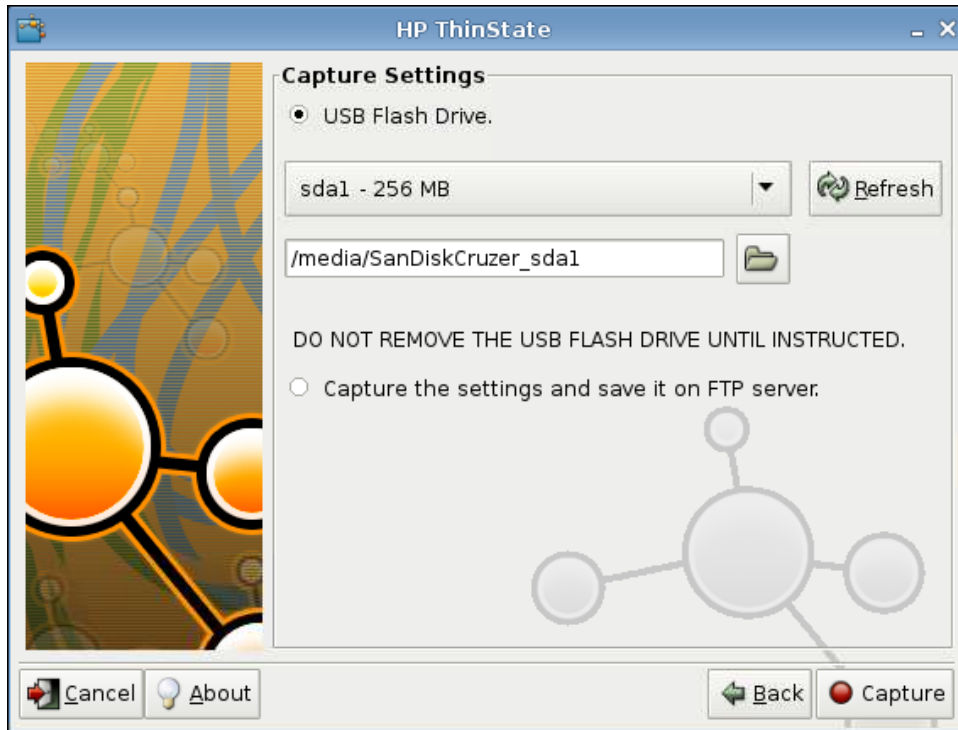 HP ThinState
Capture Settings
USB Flash Drive.
sda1 - 256 MB
Refresh
/media/SanDiskCruzer_sda1
DO NOT REMOVE THE USB FLASH DRIVE UNTIL INSTRUCTED.
Capture the settings and save it on FTP server.
Cancel
About
Back
Capture